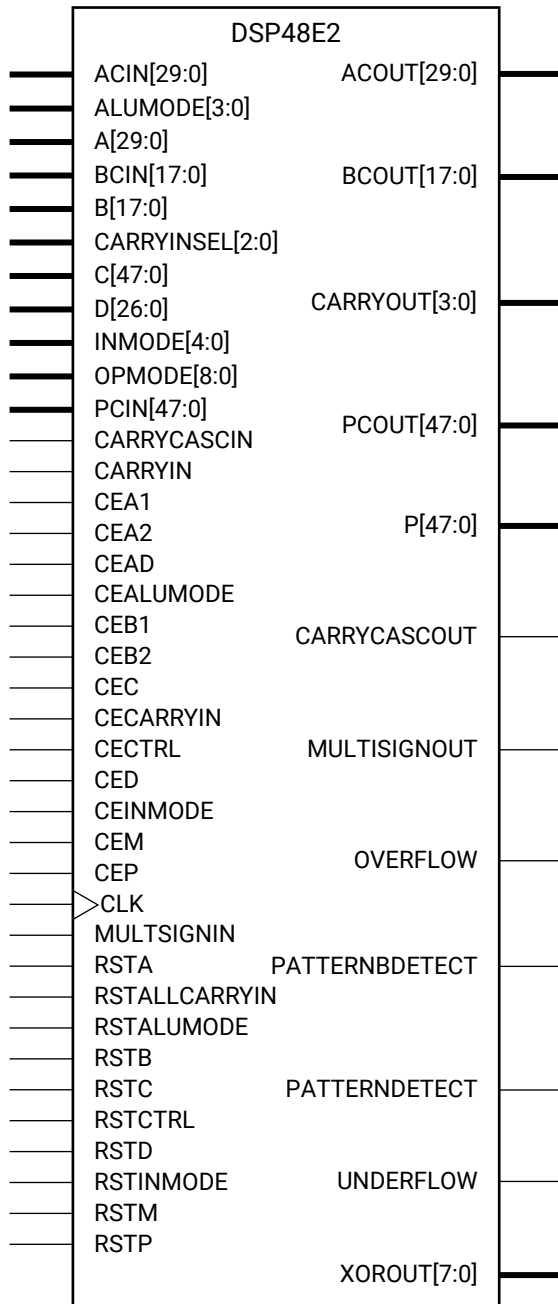 DSP48E2
ACIN[29:0]
ALUMODE[3:0]
A[29:0]
BCIN[17:0]
B[17:0]
CARRYINSEL[2:0]
C[47:0]
D[26:0]
INMODE[4:0]
OPMODE[8:0]
PCIN[47:0]
CARRYCASCIN
CARRYIN
CEA1
CEA2
CEAD
CEALUMODE
CEB1
CEB2
CEC
CECARRYIN
CECTRL
CED
CEINMODE
CEM
CEP
CLK
MULTSIGNIN
RSTA
RSTALLCARRYIN
RSTALUMODE
RSTB
RSTC
RSTCTRL
RSTD
RSTINMODE
RSTM
RSTP
ACOUT[29:0]
BCOUT[17:0]
CARRYOUT[3:0]
PCOUT[47:0]
P[47:0]
CARRYCASCOUT
MULTISIGNOUT
OVERFLOW
PATTERNBDETECT
PATTERNDETECT
UNDERFLOW
XOROUT[7:0]